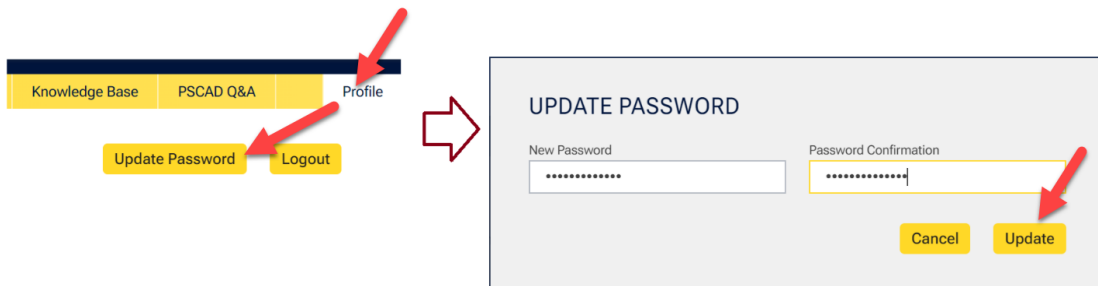 Knowledge Base PSCAD Q&A Profile
Update Password Logout
UPDATE PASSWORD
New Password Password Confirmation
••••••••••••• ••••••••••••••
Cancel Update